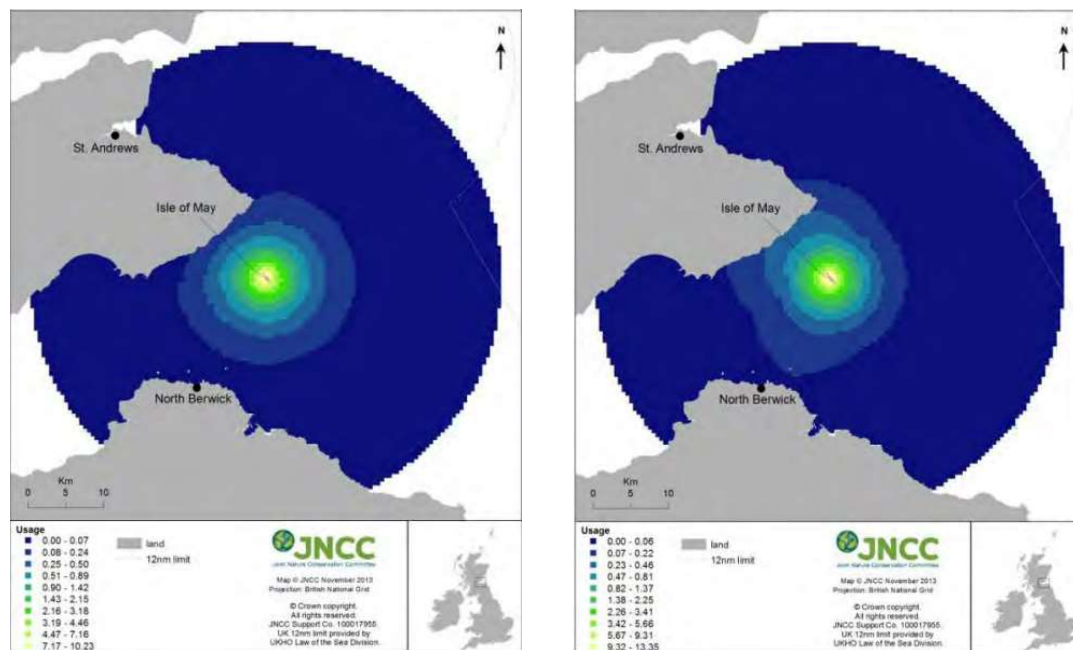 N
St. Andrews
Isle of May
North Berwick
Km
0 5 10
Usage
0.00 - 0.07
0.08 - 0.24
0.25 - 0.50
0.51 - 0.89
0.90 - 1.42
1.43 - 2.15
2.16 - 3.18
3.19 - 4.46
4.47 - 7.16
7.17 - 10.23
land
12nm limit
JNCC
Joint Nature Conservation Committee
Map © JNCC November 2013
Projection: British National Grid
© Crown copyright.
All rights reserved.
JNCC Support Co. 100017955.
UK 12nm limit provided by
UKHO Law of the Sea Division.
N
St. Andrews
Isle of May
North Berwick
Km
0 5 10
Usage
0.00 - 0.06
0.07 - 0.22
0.23 - 0.46
0.47 - 0.81
0.82 - 1.37
1.38 - 2.25
2.26 - 3.41
3.42 - 5.66
5.67 - 9.31
9.32 - 13.35
land
12nm limit
JNCC
Joint Nature Conservation Committee
Map © JNCC November 2013
Projection: British National Grid
© Crown copyright.
All rights reserved.
JNCC Support Co. 100017955.
UK 12nm limit provided by
UKHO Law of the Sea Division.